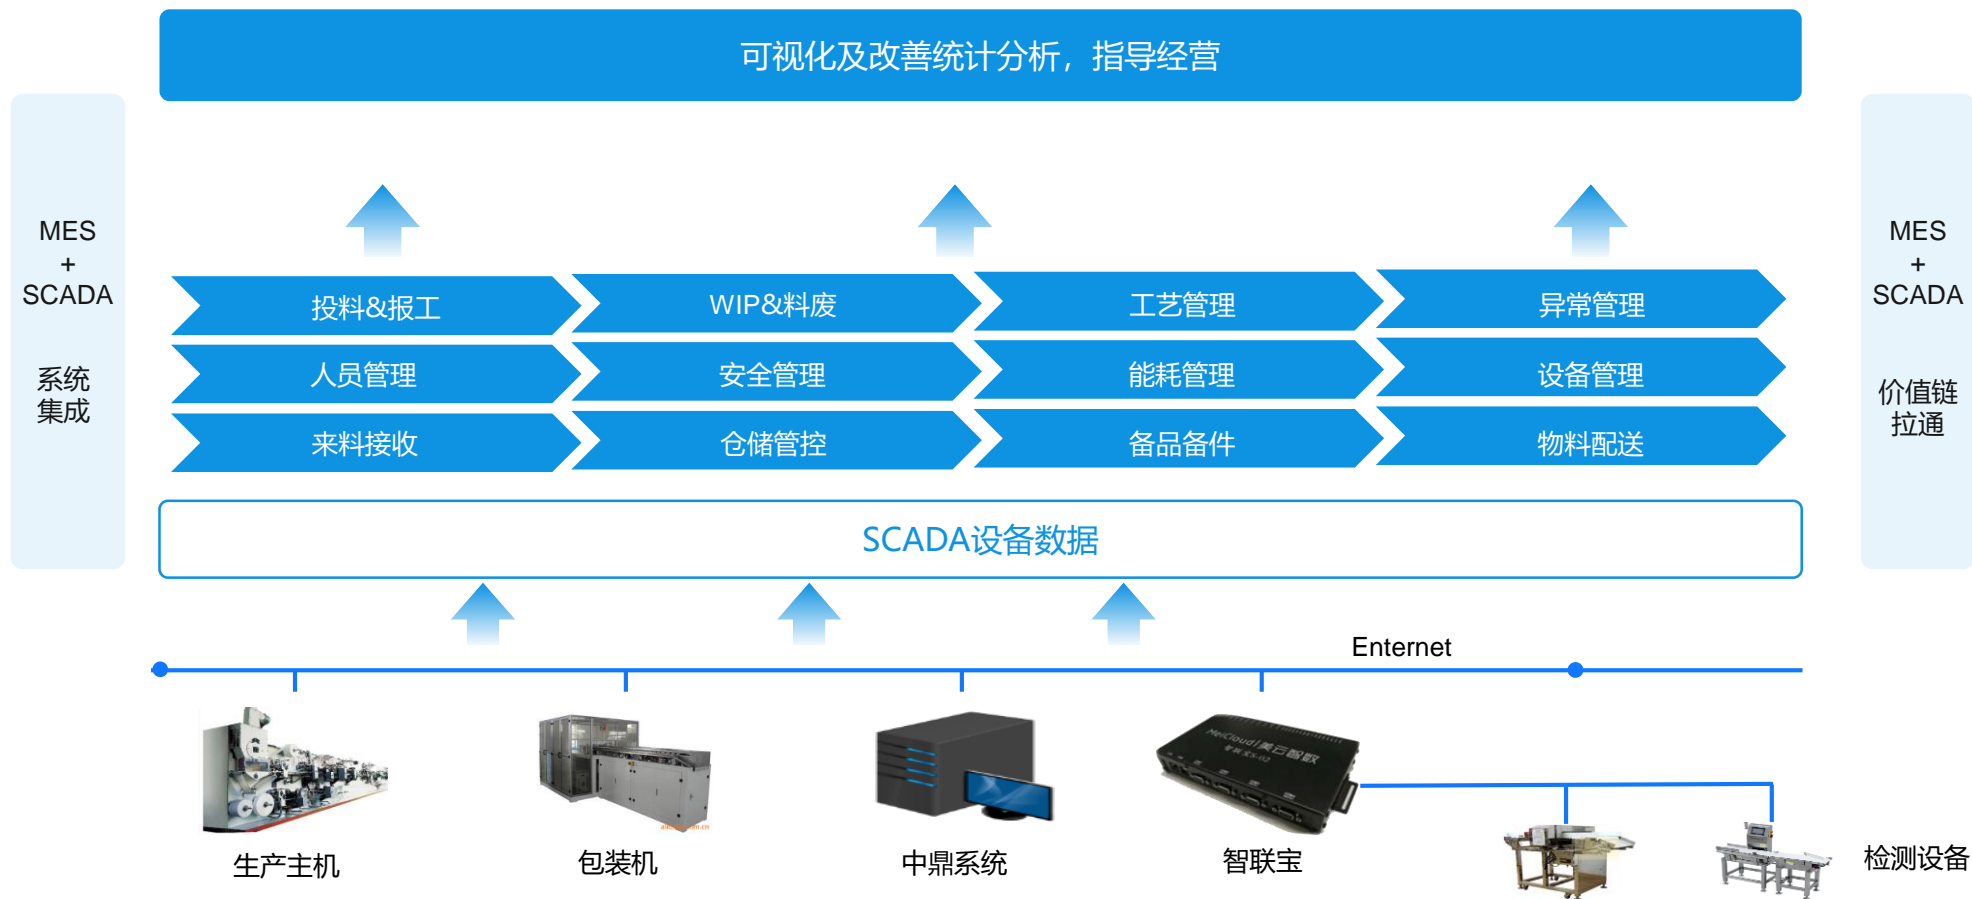 可视化及改善统计分析，指导经营
MES
+
SCADA
系统
集成
MES
+
SCADA
价值链
拉通
投料&报工
WIP&料废
工艺管理
异常管理
人员管理
安全管理
能耗管理
设备管理
来料接收
仓储管控
备品备件
物料配送
SCADA设备数据
Enternet
MeiCloud|美云智数
生产主机
包装机
中鼎系统
智联宝
检测设备